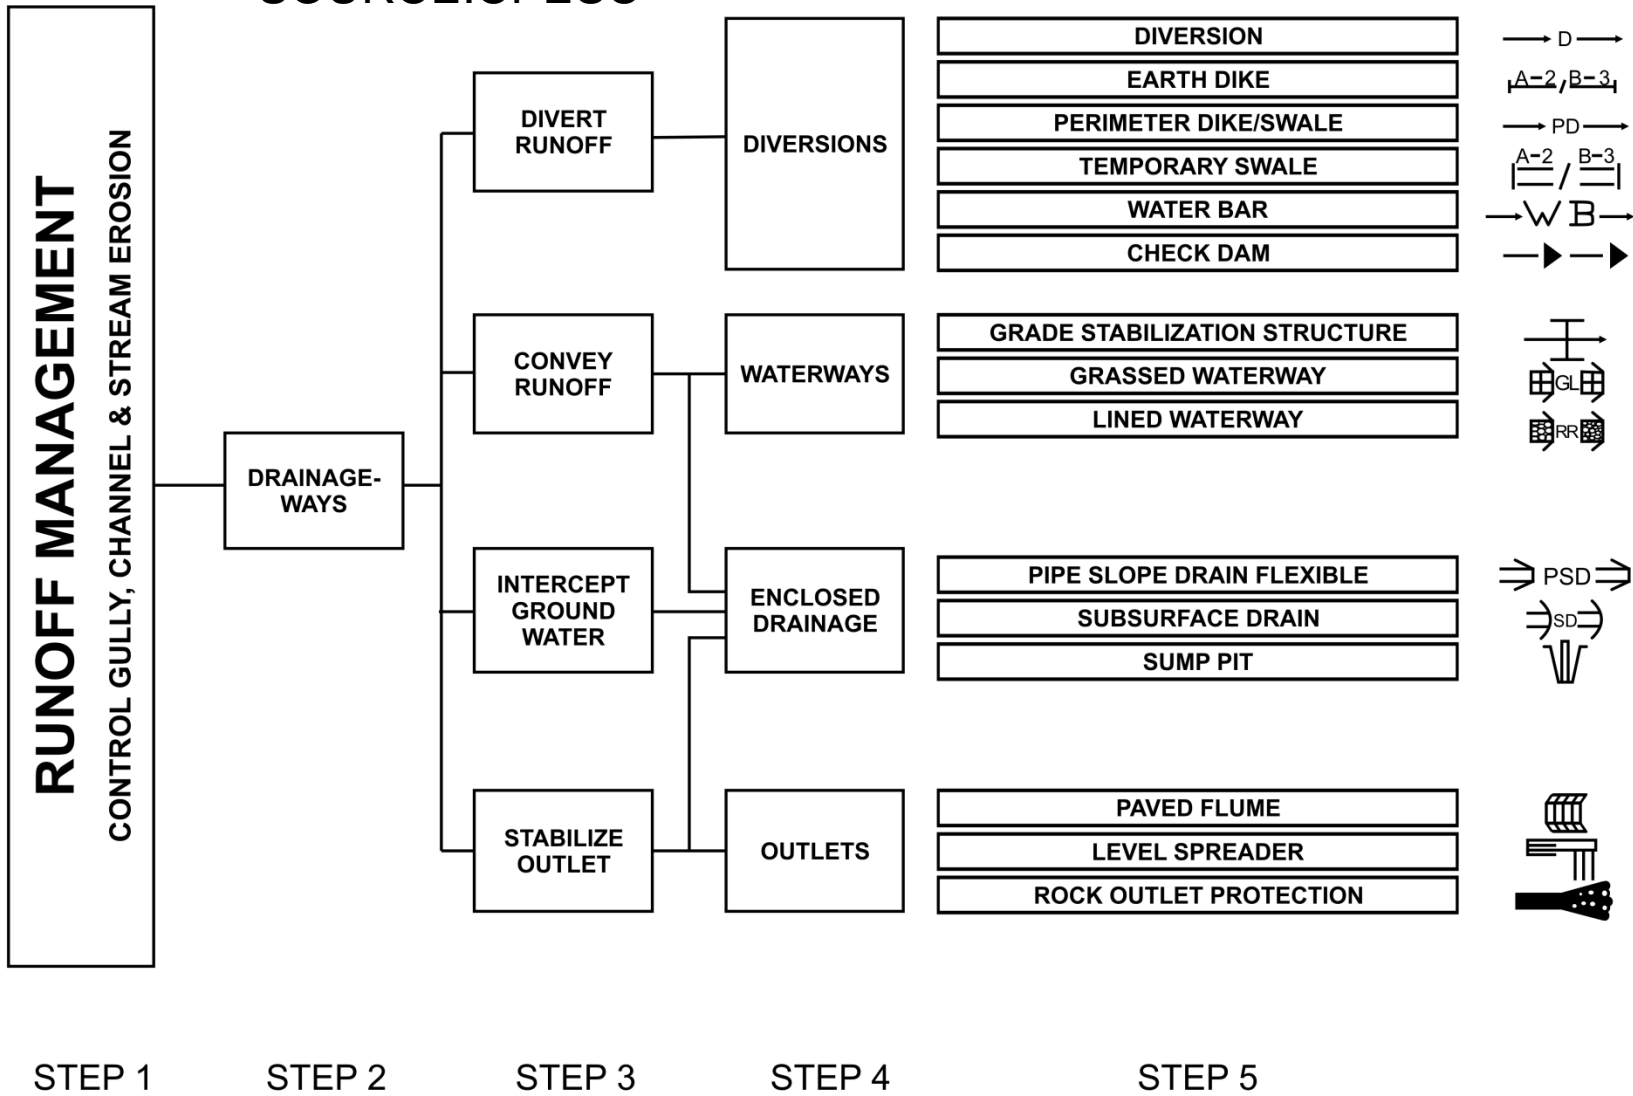 RUNOFF MANAGEMENT
CONTROL GULLY, CHANNEL & STREAM EROSION
DRAINAGE-
WAYS
DIVERT
RUNOFF
CONVEY
RUNOFF
INTERCEPT
GROUND
WATER
STABILIZE
OUTLET
DIVERSIONS
WATERWAYS
ENCLOSED
DRAINAGE
OUTLETS
DIVERSION
D
EARTH DIKE
A-2 / B-3
PERIMETER DIKE/SWALE
PD
TEMPORARY SWALE
A-2 / B-3
WATER BAR
W B
CHECK DAM
GRADE STABILIZATION STRUCTURE
GRASSED WATERWAY
GL
LINED WATERWAY
RR
PIPE SLOPE DRAIN FLEXIBLE
PSD
SUBSURFACE DRAIN
SD
SUMP PIT
PAVED FLUME
LEVEL SPREADER
ROCK OUTLET PROTECTION
STEP 1
STEP 2
STEP 3
STEP 4
STEP 5